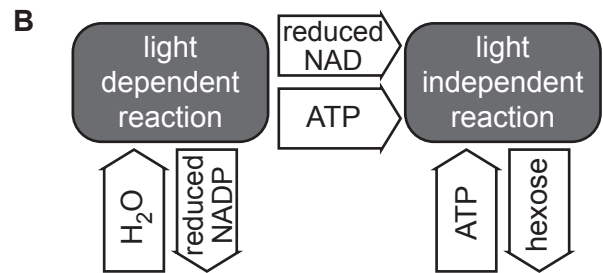 B
light
dependent
reaction
reduced
NAD
ATP
light
independent
reaction
H₂O
reduced
NADP
ATP
hexose